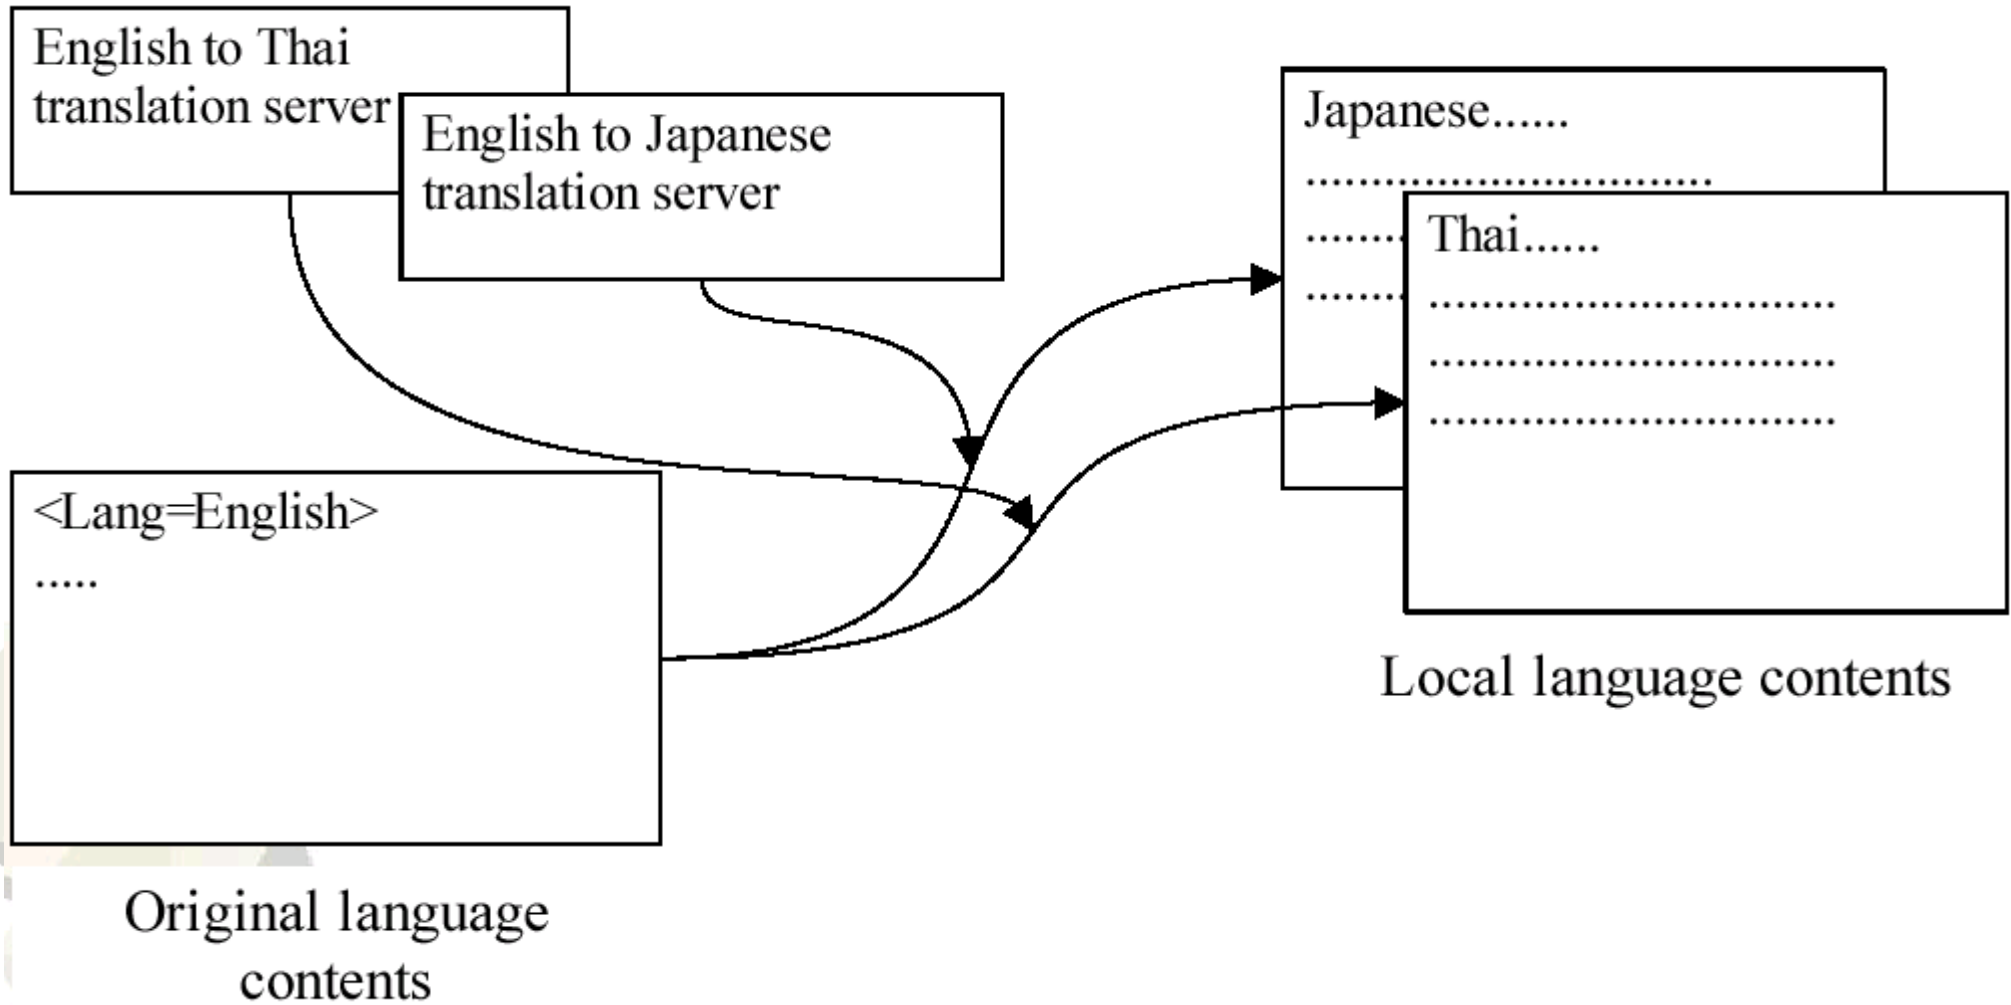 English to Thai
translation server
English to Japanese
translation server
Japanese......
...............................
........
........
Thai......
...............................
...............................
...............................
<Lang=English>
.....
Local language contents
Original language
contents